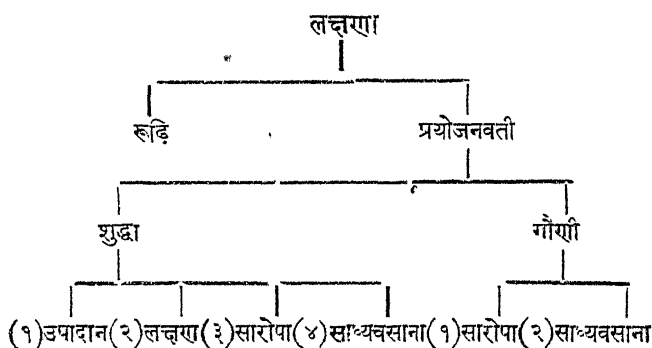 लक्षणा
रूढ़ि प्रयोजनवती
शुद्धा गौणी
(१)उपादान(२)लक्षणा(३)सारोपा(४)साध्यवसाना(१)सारोपा(२)साध्यवसाना